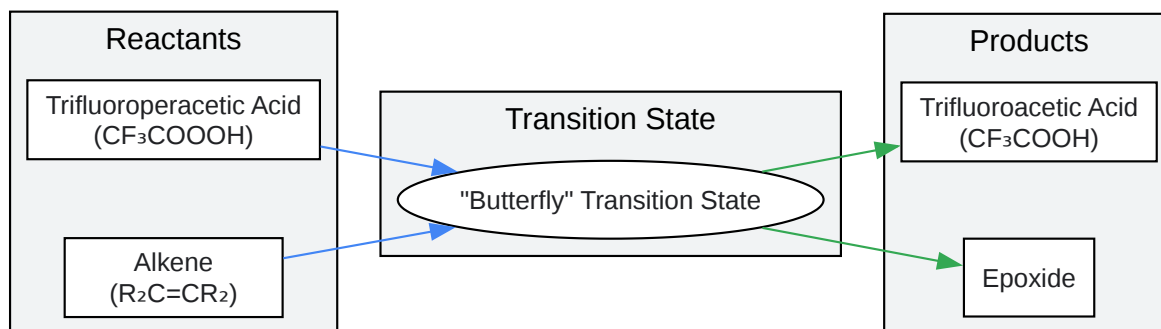 Reactants
Trifluoroperacetic Acid
(CF₃COOOH)
Alkene
(R₂C=CR₂)
Transition State
"Butterfly" Transition State
Products
Trifluoroacetic Acid
(CF₃COOH)
Epoxide